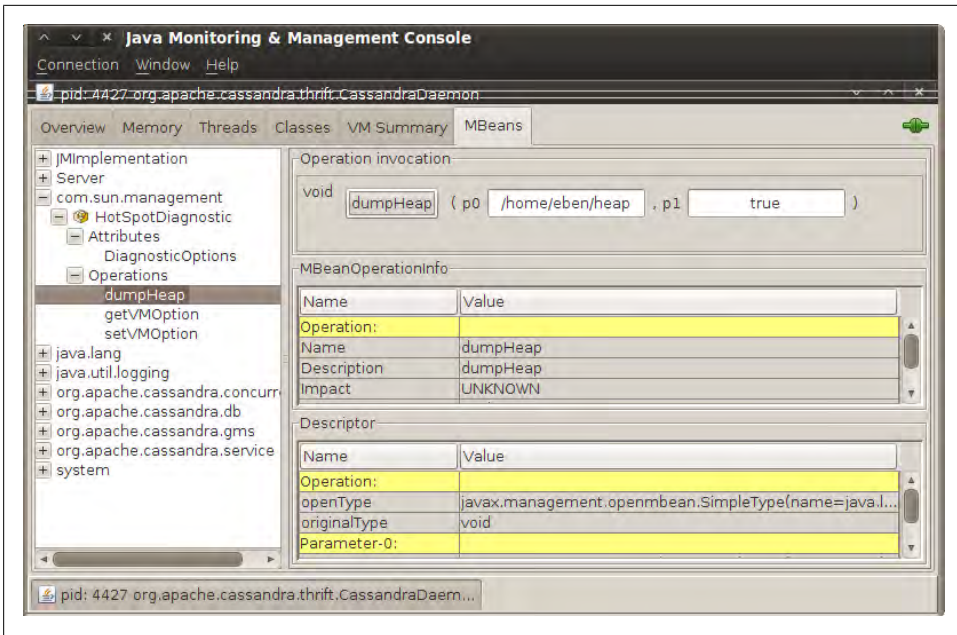 Java Monitoring & Management Console
Connection Window Help
pid: 4427 org.apache.cassandra.thrift.CassandraDaemon
Overview Memory Threads Classes VM Summary MBeans
JMImplementation
Server
com.sun.management
HotSpotDiagnostic
Attributes
DiagnosticOptions
Operations
dumpHeap
getVMOption
setVMOption
java.lang
java.util.logging
org.apache.cassandra.concurr
org.apache.cassandra.db
org.apache.cassandra.gms
org.apache.cassandra.service
system
Operation invocation
void dumpHeap ( p0 /home/eben/heap , p1 true )
MBeanOperationInfo
Name Value
Operation:
Name dumpHeap
Description dumpHeap
Impact UNKNOWN
Descriptor
Name Value
Operation:
openType javax.management.openmbean.SimpleType(name=java.l...
originalType void
Parameter-0:
pid: 4427 org.apache.cassandra.thrift.CassandraDaem...